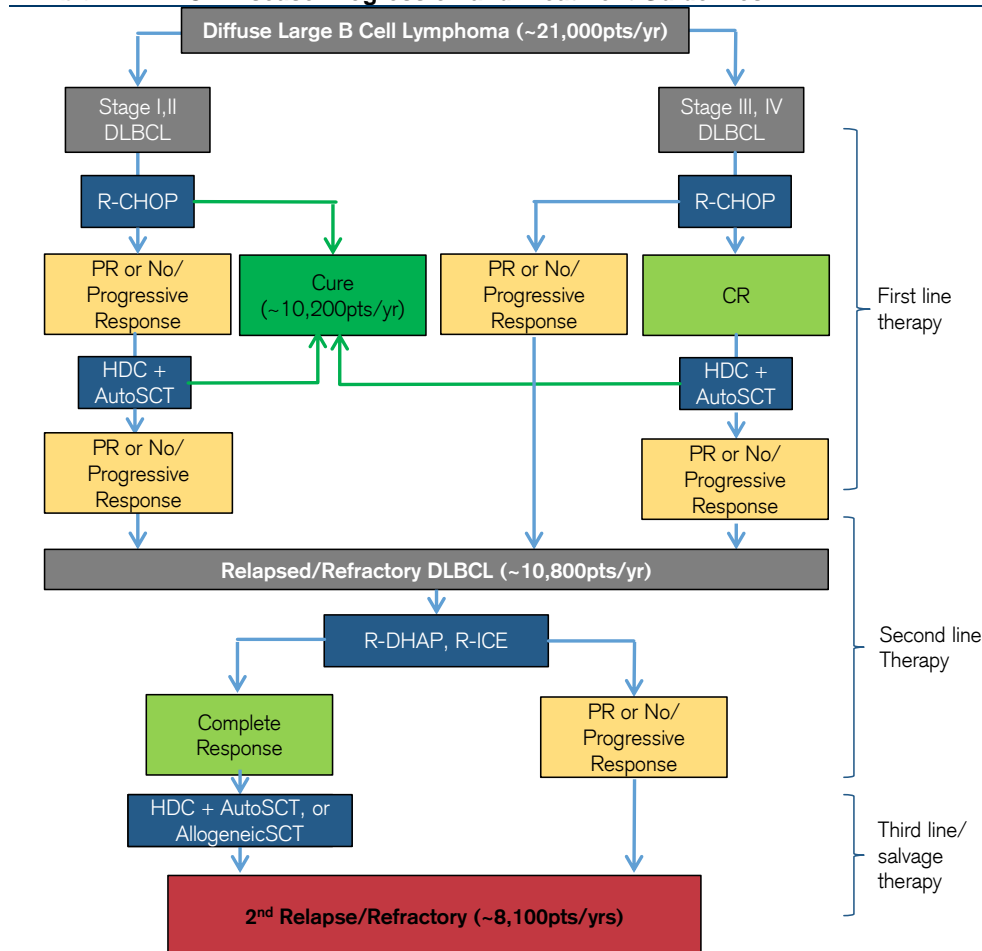 Diffuse Large B Cell Lymphoma (~21,000pts/yr)
Stage I,II
DLBCL
Stage III, IV
DLBCL
R-CHOP
R-CHOP
PR or No/
Progressive
Response
Cure
(~10,200pts/yr)
PR or No/
Progressive
Response
CR
First line
therapy
HDC +
AutoSCT
HDC +
AutoSCT
PR or No/
Progressive
Response
PR or No/
Progressive
Response
Relapsed/Refractory DLBCL (~10,800pts/yr)
R-DHAP, R-ICE
Second line
Therapy
Complete
Response
PR or No/
Progressive
Response
HDC + AutoSCT, or
AllogeneicSCT
Third line/
salvage
therapy
2nd Relapse/Refractory (~8,100pts/yrs)